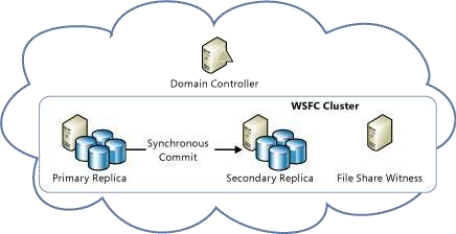 Domain Controller
WSFC Cluster
Synchronous
Commit
Primary Replica
Secondary Replica
File Share Witness